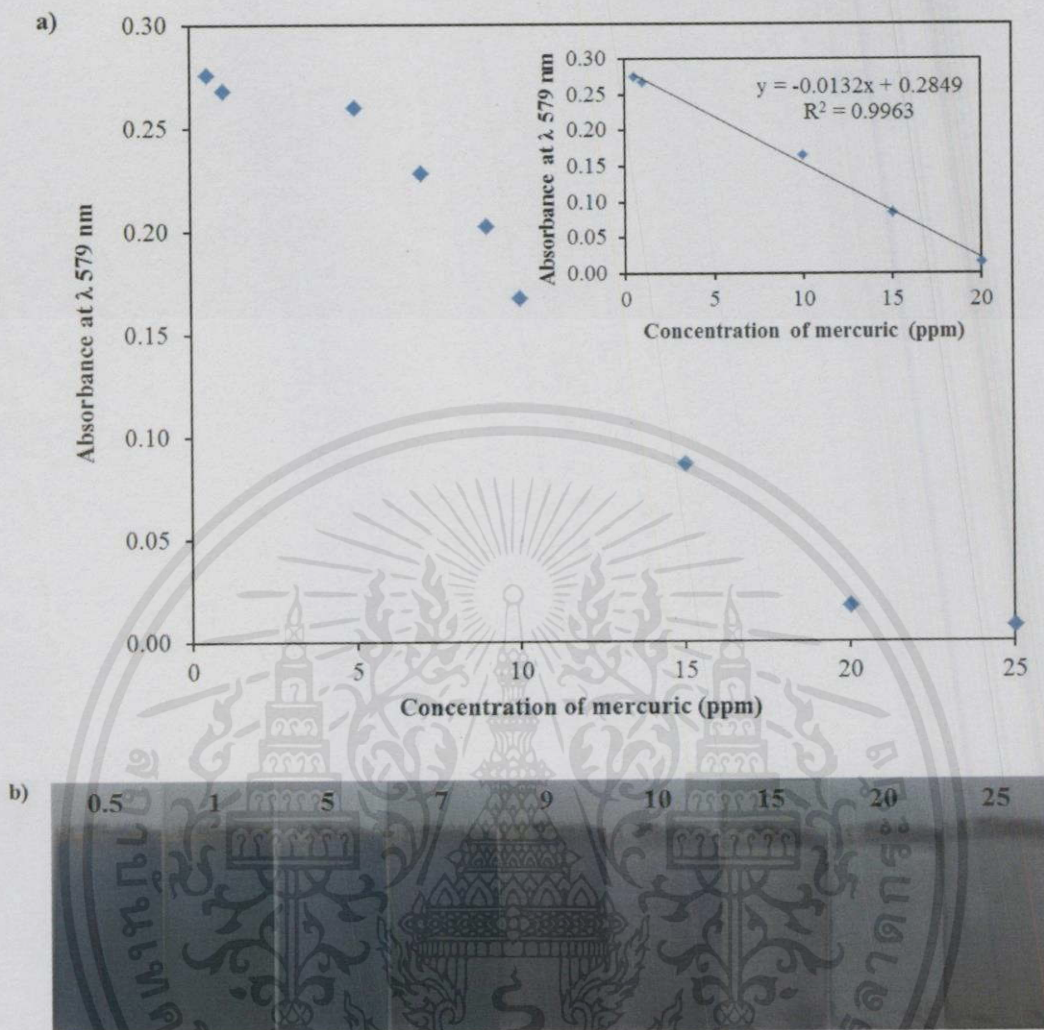 a)
0.30
0.25
0.20
0.15
0.10
0.05
0.00
Absorbance at λ 579 nm
0 5 10 15 20 25
Concentration of mercuric (ppm)
0.30
0.25
0.20
0.15
0.10
0.05
0.00
Absorbance at λ 579 nm
y = -0.0132x + 0.2849
R² = 0.9963
0 5 10 15 20
Concentration of mercuric (ppm)
b)
0.5 1 5 7 9 10 15 20 25